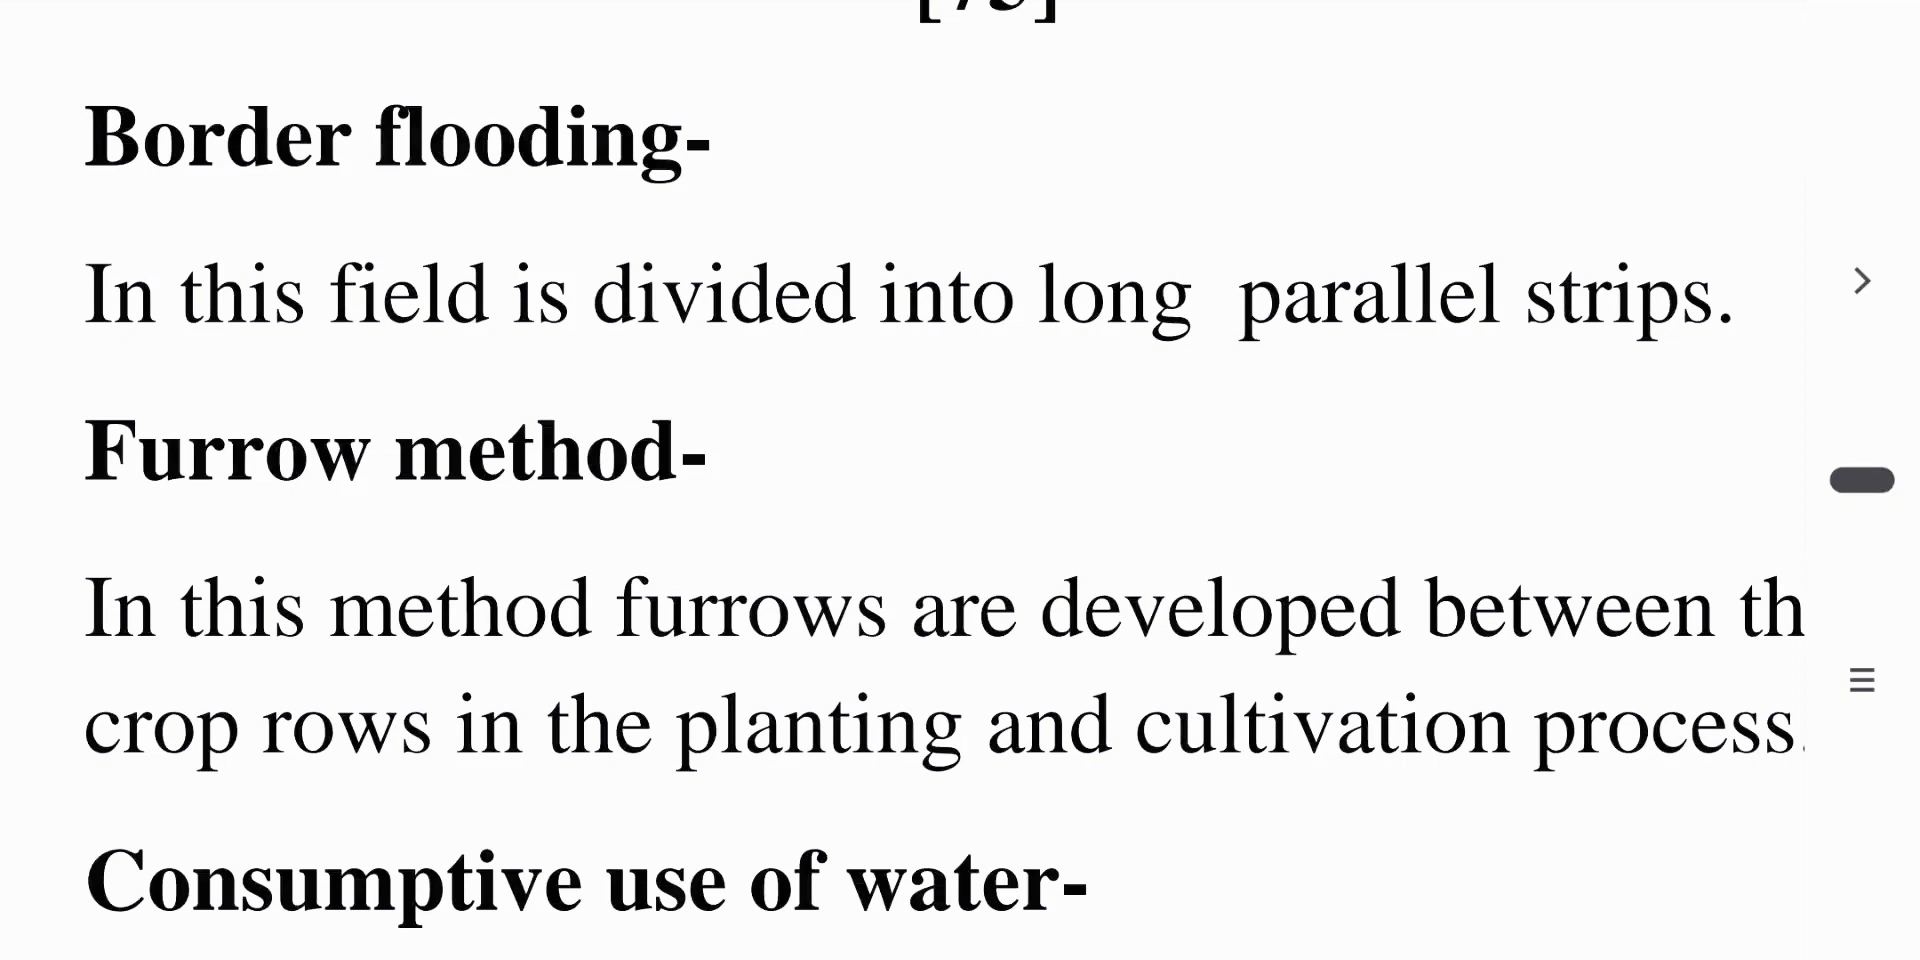 Border flooding-
In this field is divided into long  parallel strips.
Furrow method-
In this method furrows are developed between th
crop rows in the planting and cultivation process.
Consumptive use of water-